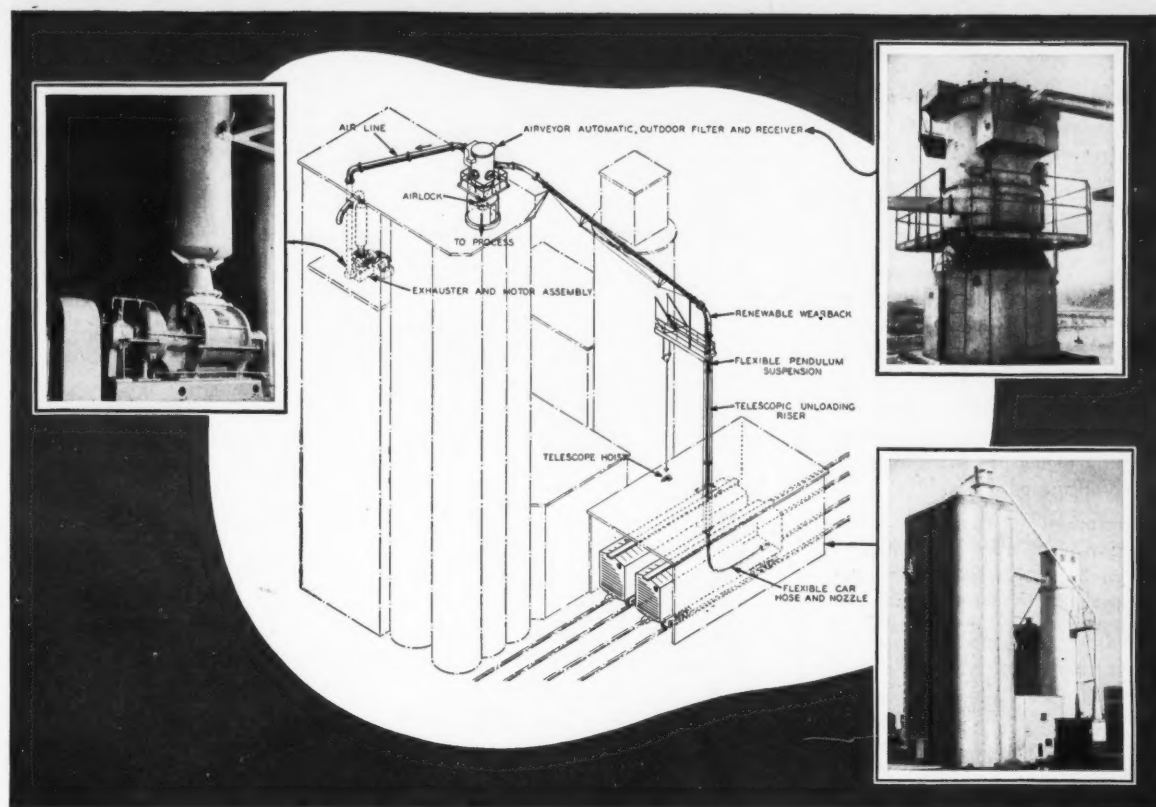 AIR LINE
AIRVEYOR AUTOMATIC, OUTDOOR FILTER AND RECEIVER
AIRLOCK
TO PROCESS
EXHAUSTER AND MOTOR ASSEMBLY
RENEWABLE WEARBACK
FLEXIBLE PENDULUM
SUSPENSION
TELESCOPIC UNLOADING
RISER
TELESCOPE HOIST
FLEXIBLE CAR
HOSE AND NOZZLE